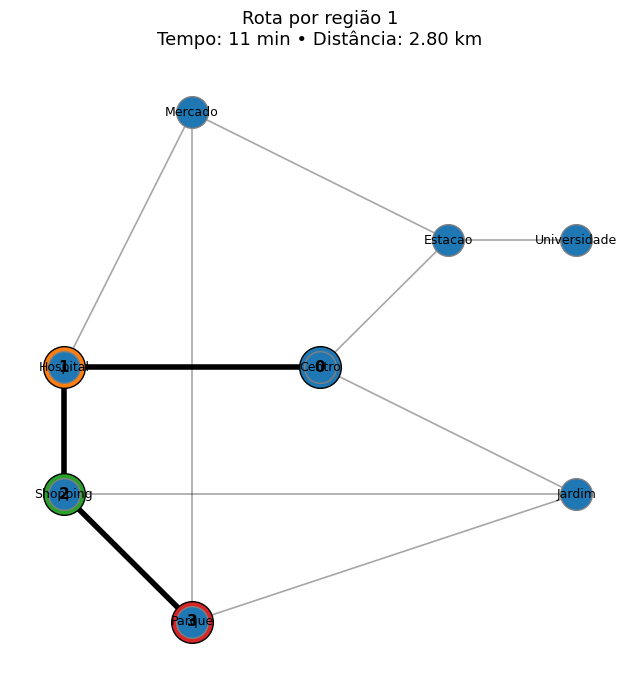 Rota por região 1
Tempo: 11 min • Distância: 2.80 km
Mercado
Estacao
Universidade
Hospital
1
Centro
0
Shopping
2
Jardim
Parque
3